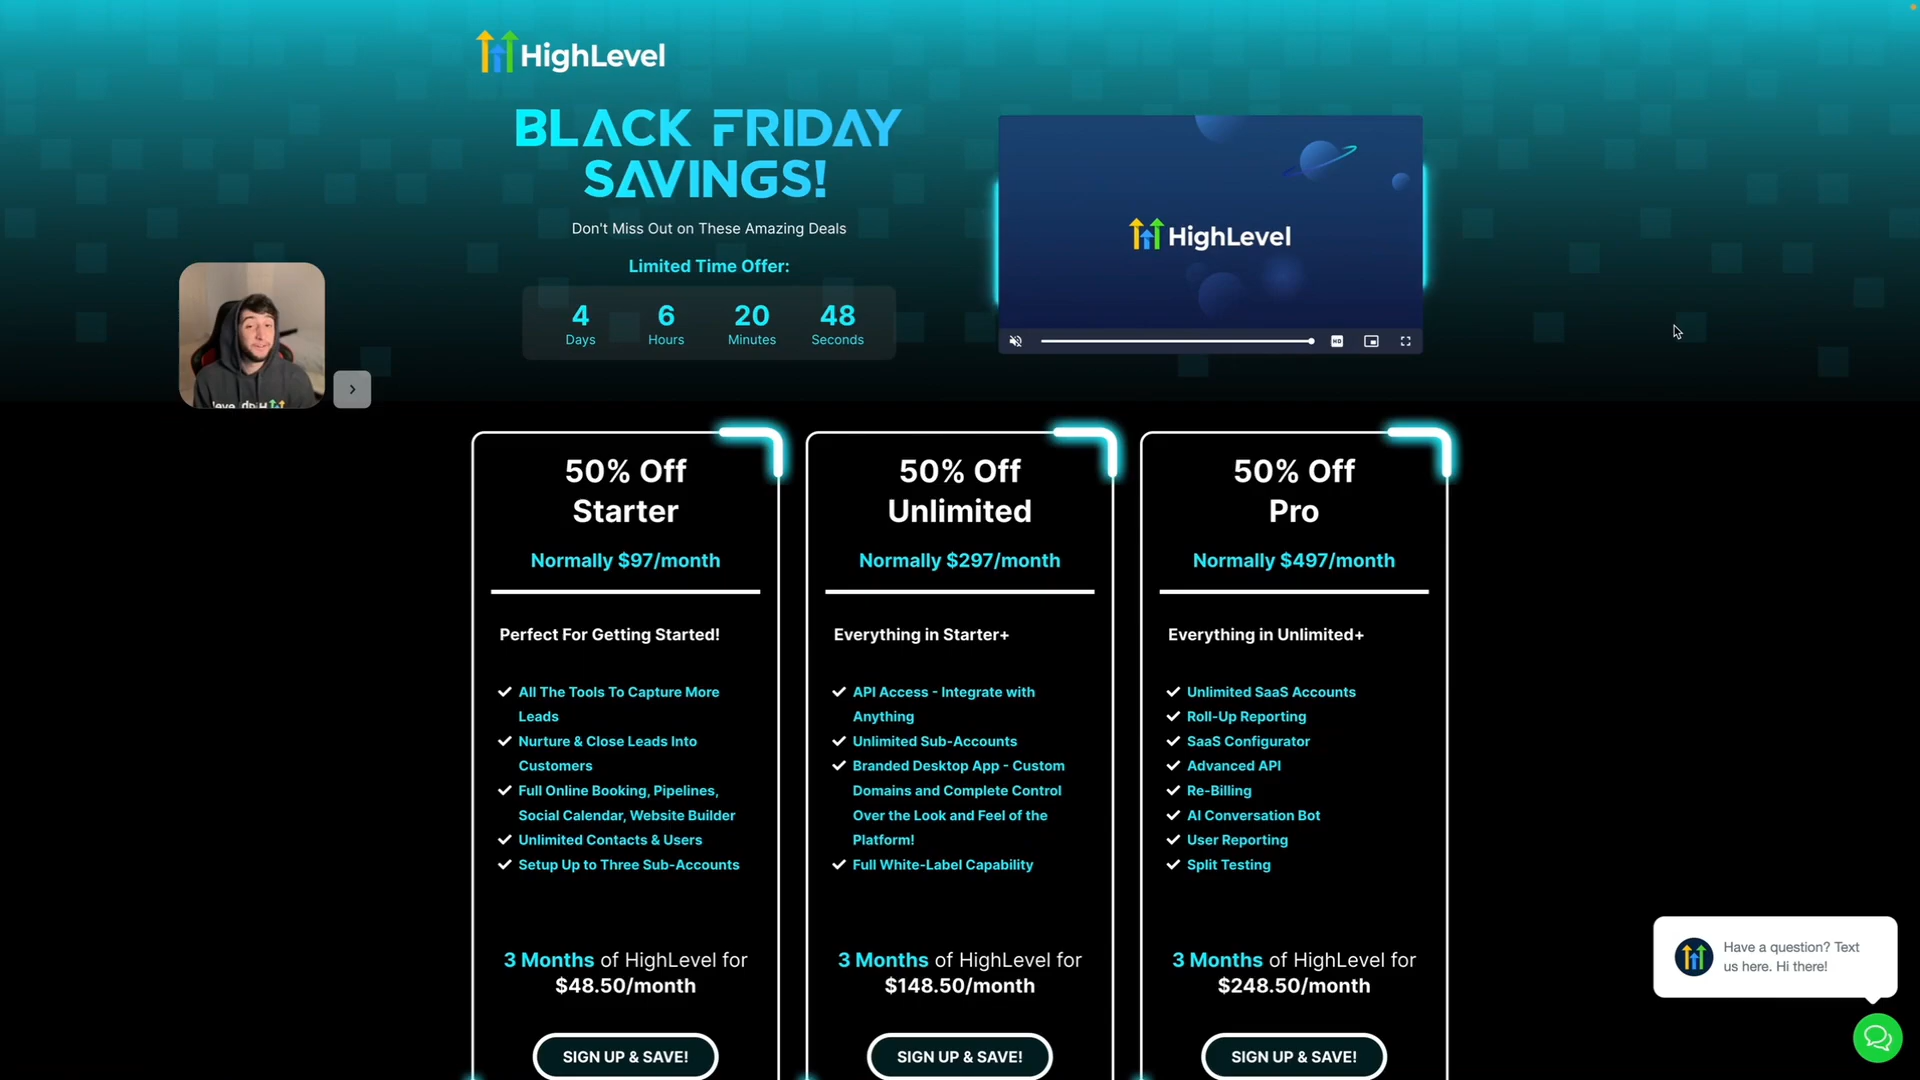 HighLevel
BLACK FRIDAY
SAVINGS!
Don't Miss Out on These Amazing Deals
Limited Time Offer:
4 6 20 48
Days Hours Minutes Seconds
HighLevel
HD
50% Off
Starter
Normally $97/month
Perfect For Getting Started!
All The Tools To Capture More
Leads
Nurture & Close Leads Into
Customers
Full Online Booking, Pipelines,
Social Calendar, Website Builder
Unlimited Contacts & Users
Setup Up to Three Sub-Accounts
3 Months of HighLevel for
$48.50/month
SIGN UP & SAVE!
50% Off
Unlimited
Normally $297/month
Everything in Starter+
API Access - Integrate with
Anything
Unlimited Sub-Accounts
Branded Desktop App - Custom
Domains and Complete Control
Over the Look and Feel of the
Platform!
Full White-Label Capability
3 Months of HighLevel for
$148.50/month
SIGN UP & SAVE!
50% Off
Pro
Normally $497/month
Everything in Unlimited+
Unlimited SaaS Accounts
Roll-Up Reporting
SaaS Configurator
Advanced API
Re-Billing
AI Conversation Bot
User Reporting
Split Testing
3 Months of HighLevel for
$248.50/month
SIGN UP & SAVE!
Have a question? Text
us here. Hi there!